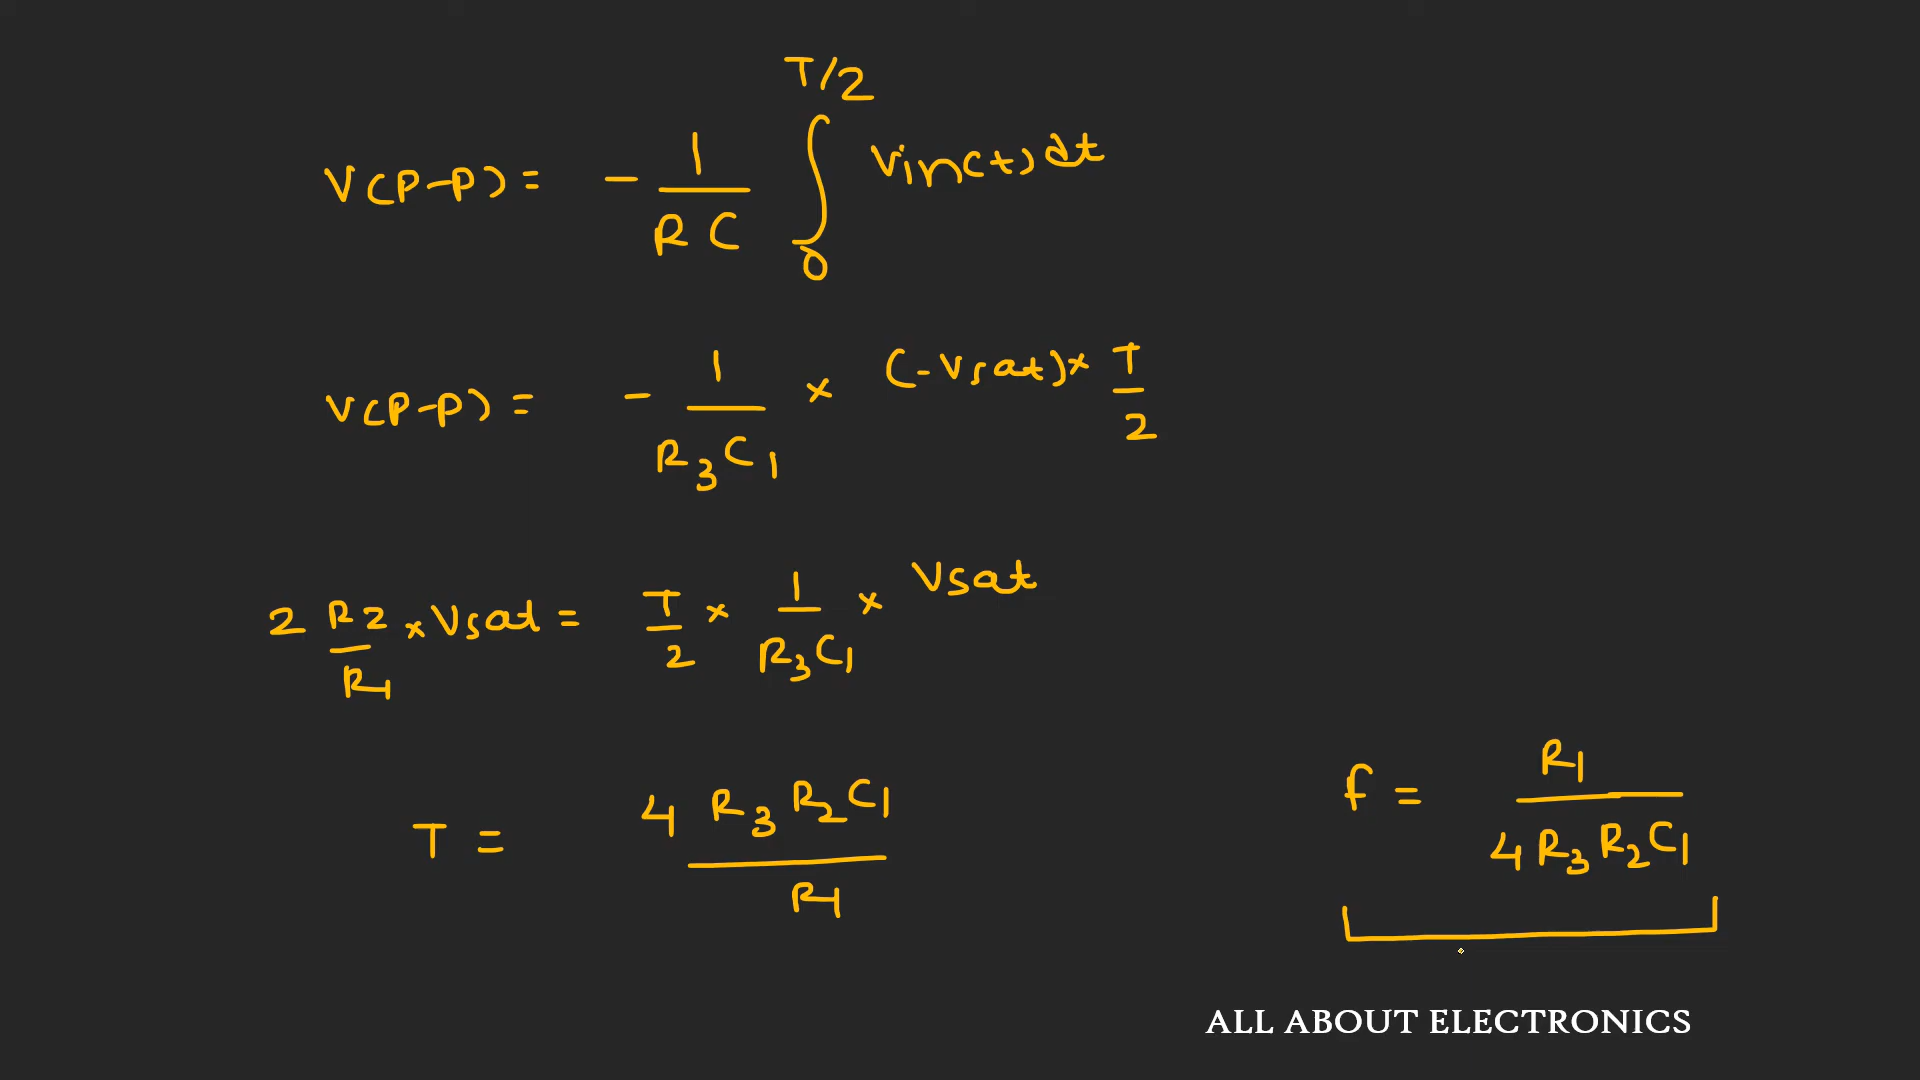 V(P-P) = - 1/RC ∫₀^T/2 Vin(t) dt
V(P-P) = - 1/R₃C₁ × (-Vsat) × T/2
2 R2/R1 × Vsat = T/2 × 1/R₃C₁ × Vsat
T = 4 R₃ R₂ C₁ / R1
f = R₁ / 4 R₃ R₂ C₁
ALL ABOUT ELECTRONICS